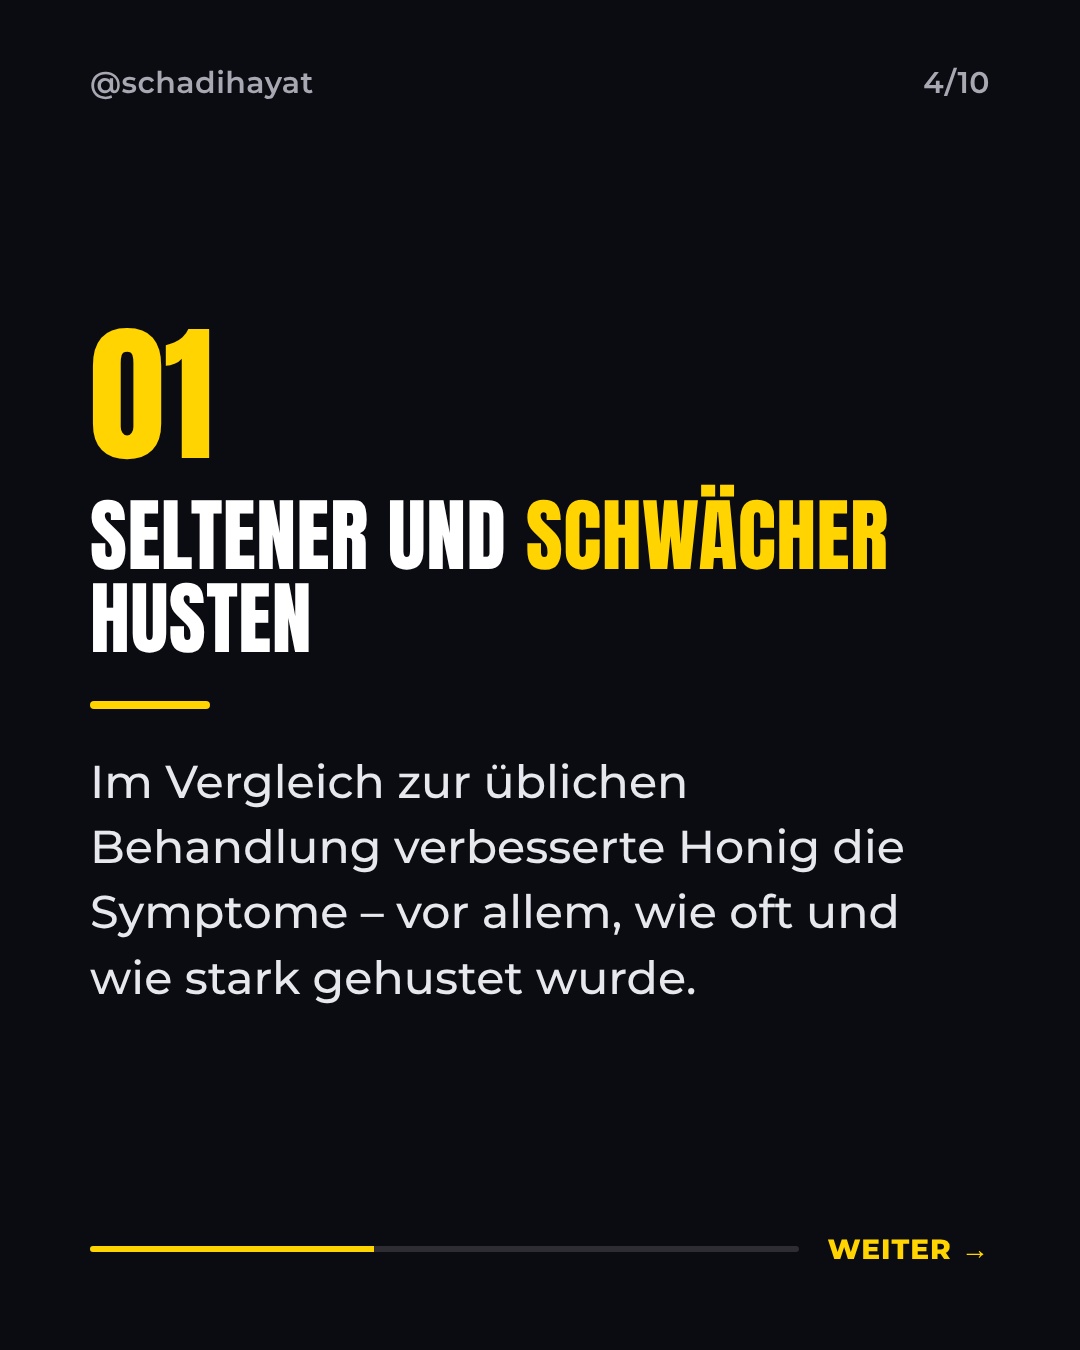 @schadihayat
4/10
01
SELTENER UND SCHWÄCHER
HUSTEN
Im Vergleich zur üblichen
Behandlung verbesserte Honig die
Symptome – vor allem, wie oft und
wie stark gehustet wurde.
WEITER →